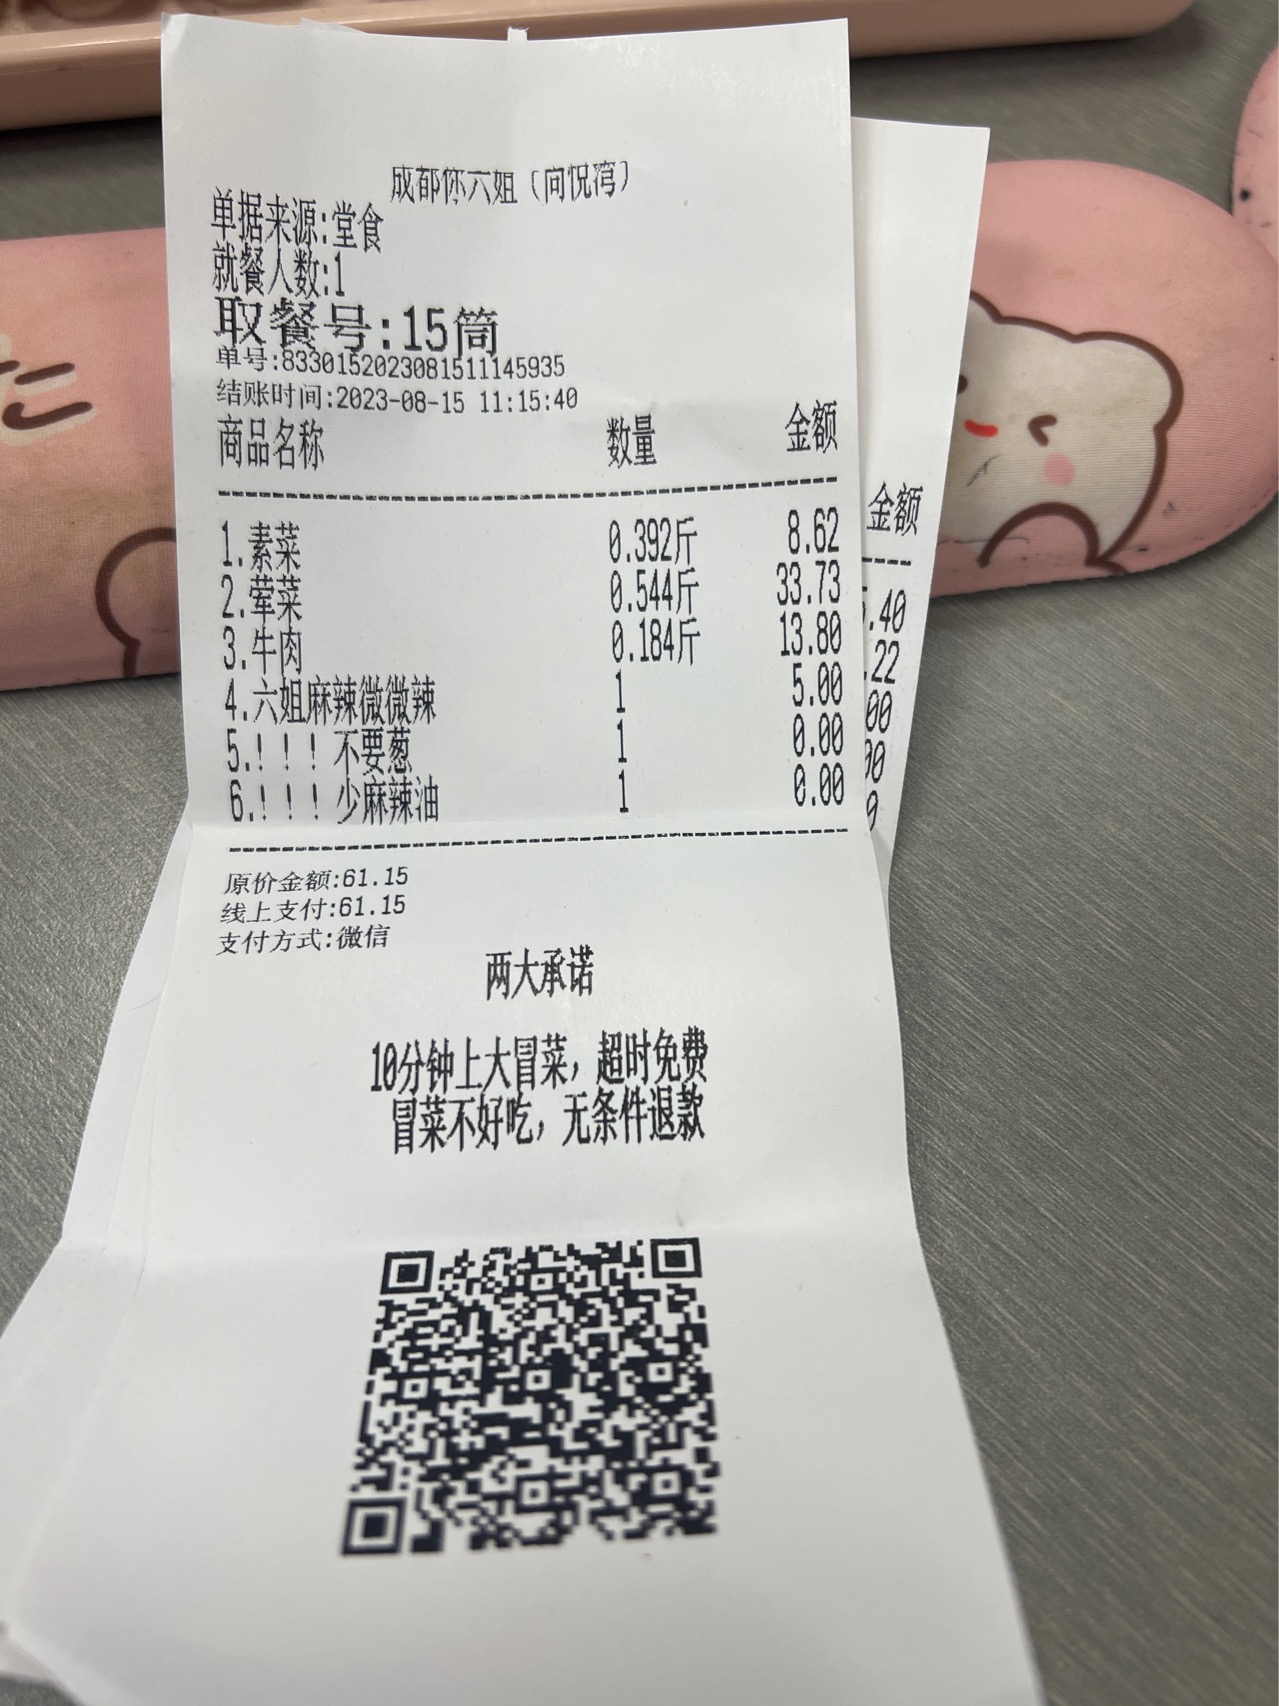 成都你六姐（向悦湾）
单据来源:堂食
就餐人数:1
取餐号:15筒
单号:8330152023081511145935
结账时间:2023-08-15 11:15:40
商品名称 数量 金额
1.素菜 0.392斤 8.62
2.荤菜 0.544斤 33.73
3.牛肉 0.184斤 13.80
4.六姐麻辣微微辣 1 5.00
5.！！！不要葱 1 0.00
6.！！！少麻辣油 1 0.00
原价金额:61.15
线上支付:61.15
支付方式:微信
两大承诺
10分钟上大冒菜，超时免费
冒菜不好吃，无条件退款
金额
.40
.22
00
00
0